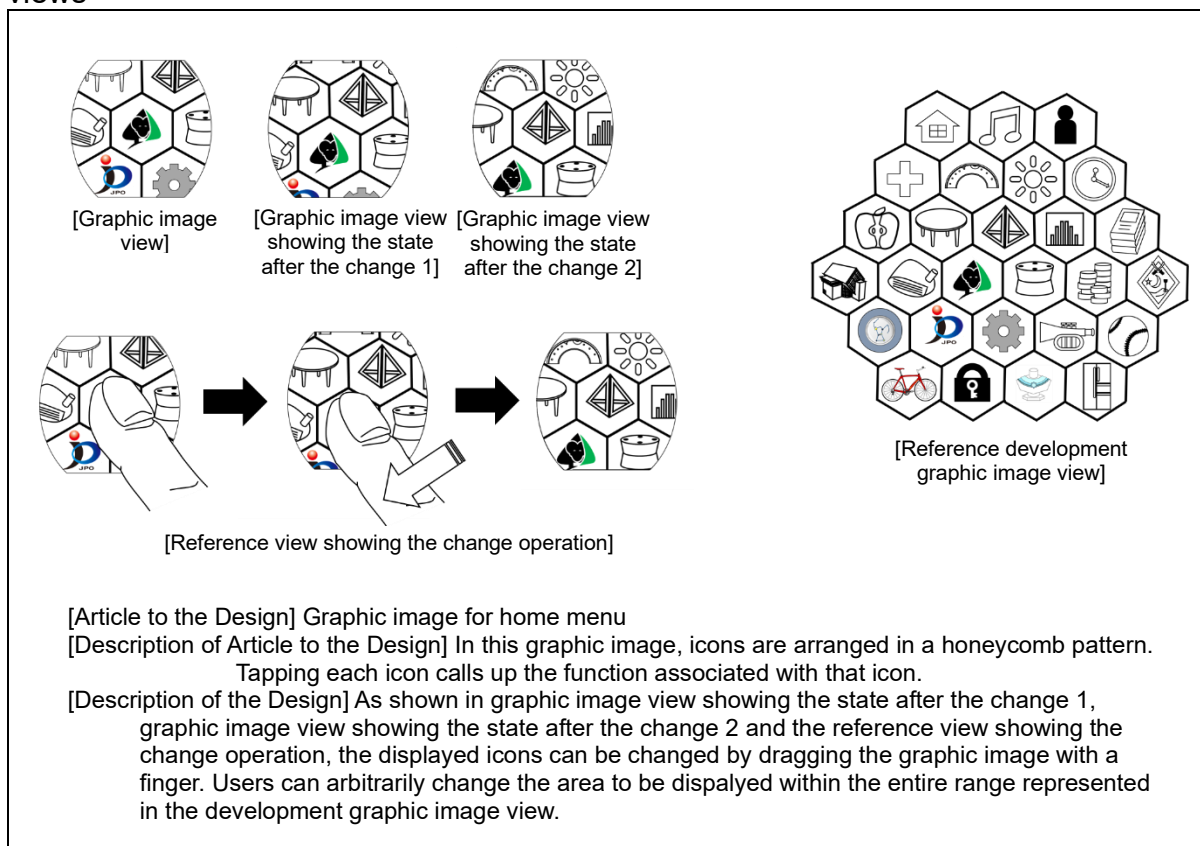 [Graphic image
view]
[Graphic image view
showing the state
after the change 1]
[Graphic image view
showing the state
after the change 2]
JPO
JPO
JPO
[Reference development
graphic image view]
[Reference view showing the change operation]
[Article to the Design] Graphic image for home menu
[Description of Article to the Design] In this graphic image, icons are arranged in a honeycomb pattern.
Tapping each icon calls up the function associated with that icon.
[Description of the Design] As shown in graphic image view showing the state after the change 1,
graphic image view showing the state after the change 2 and the reference view showing the
change operation, the displayed icons can be changed by dragging the graphic image with a
finger. Users can arbitrarily change the area to be dispalyed within the entire range represented
in the development graphic image view.